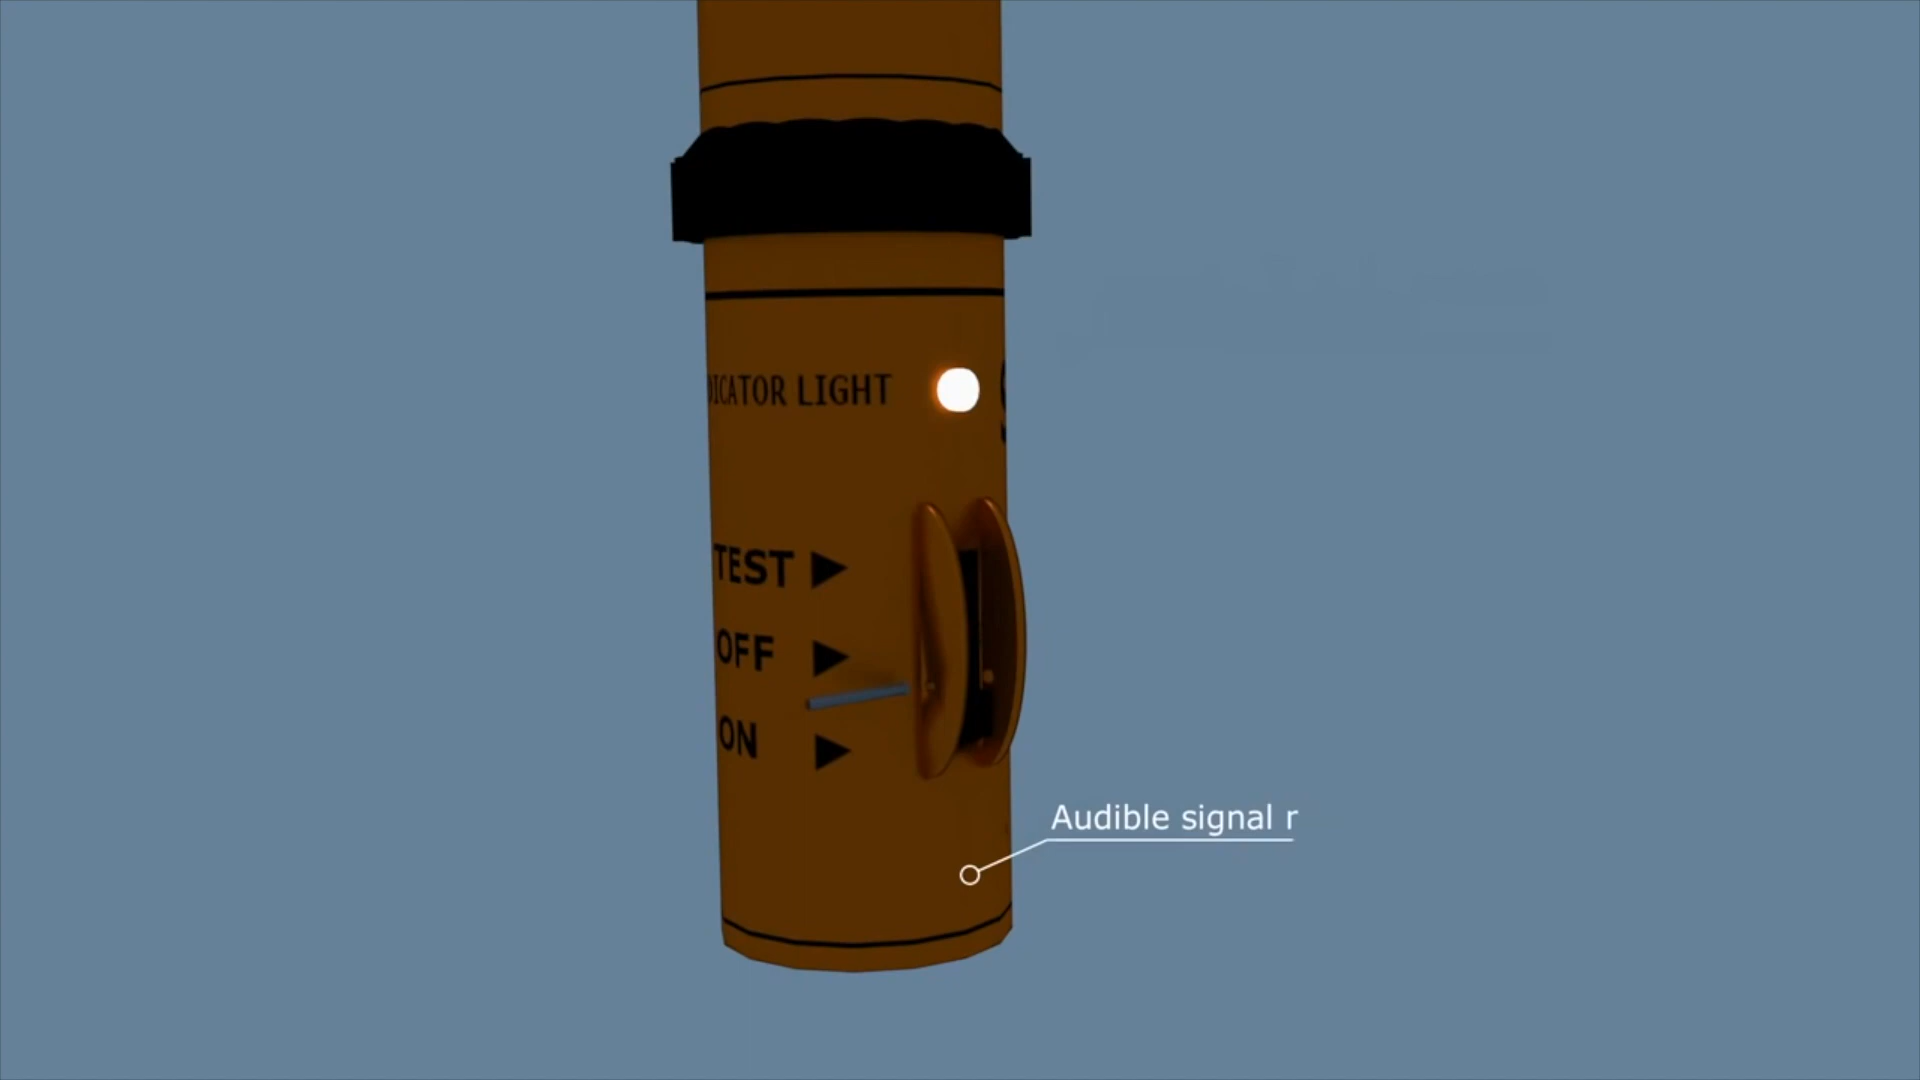 DICATOR LIGHT
TEST
OFF
ON
Audible signal r